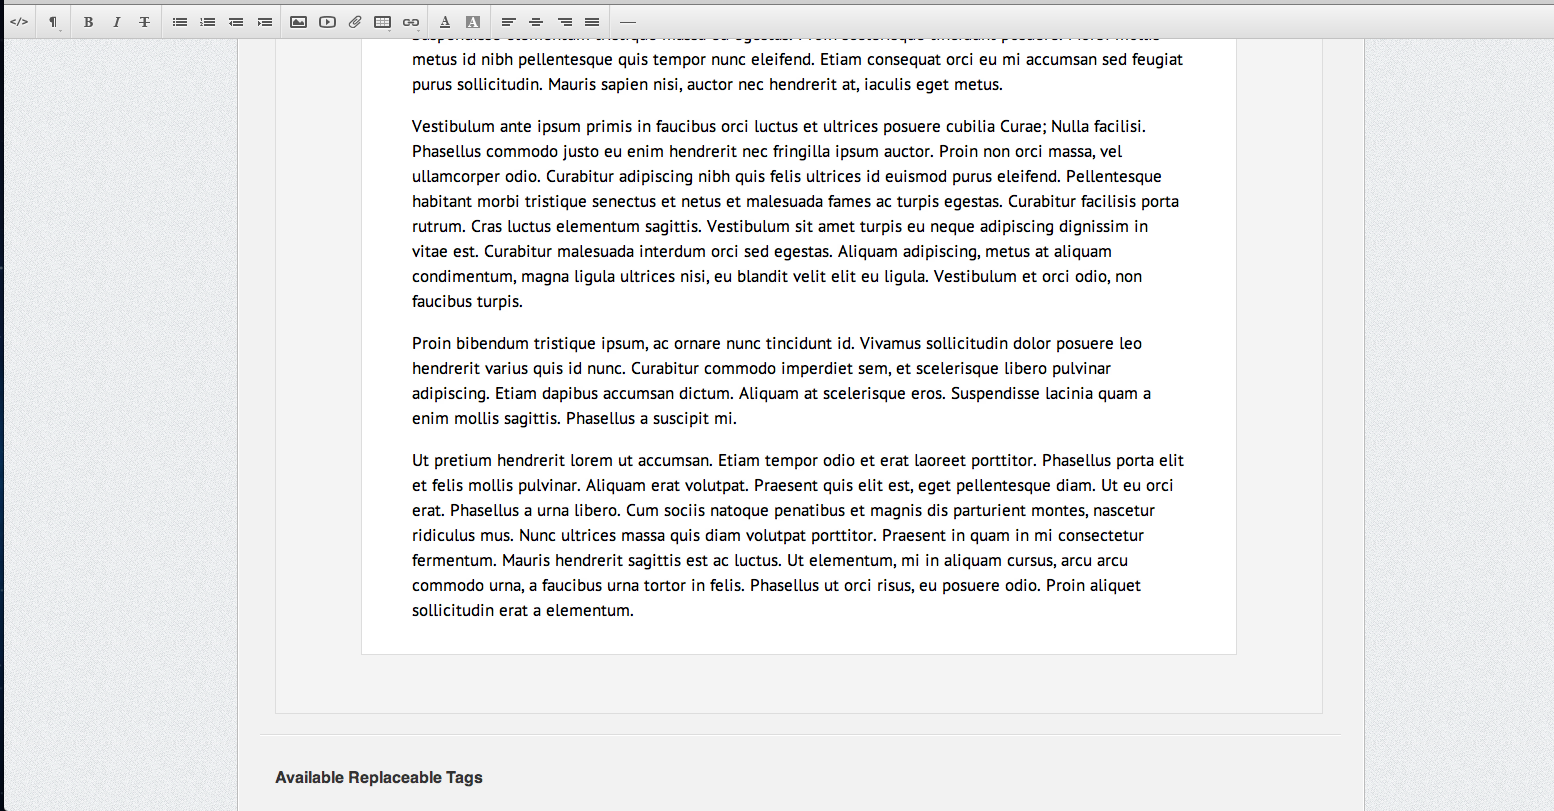 </>
¶ B I T
A A
metus id nibh pellentesque quis tempor nunc eleifend. Etiam consequat orci eu mi accumsan sed feugiat
purus sollicitudin. Mauris sapien nisi, auctor nec hendrerit at, iaculis eget metus.
Vestibulum ante ipsum primis in faucibus orci luctus et ultrices posuere cubilia Curae; Nulla facilisi.
Phasellus commodo justo eu enim hendrerit nec fringilla ipsum auctor. Proin non orci massa, vel
ullamcorper odio. Curabitur adipiscing nibh quis felis ultrices id euismod purus eleifend. Pellentesque
habitant morbi tristique senectus et netus et malesuada fames ac turpis egestas. Curabitur facilisis porta
rutrum. Cras luctus elementum sagittis. Vestibulum sit amet turpis eu neque adipiscing dignissim in
vitae est. Curabitur malesuada interdum orci sed egestas. Aliquam adipiscing, metus at aliquam
condimentum, magna ligula ultrices nisi, eu blandit velit elit eu ligula. Vestibulum et orci odio, non
faucibus turpis.
Proin bibendum tristique ipsum, ac ornare nunc tincidunt id. Vivamus sollicitudin dolor posuere leo
hendrerit varius quis id nunc. Curabitur commodo imperdiet sem, et scelerisque libero pulvinar
adipiscing. Etiam dapibus accumsan dictum. Aliquam at scelerisque eros. Suspendisse lacinia quam a
enim mollis sagittis. Phasellus a suscipit mi.
Ut pretium hendrerit lorem ut accumsan. Etiam tempor odio et erat laoreet porttitor. Phasellus porta elit
et felis mollis pulvinar. Aliquam erat volutpat. Praesent quis elit est, eget pellentesque diam. Ut eu orci
erat. Phasellus a urna libero. Cum sociis natoque penatibus et magnis dis parturient montes, nascetur
ridiculus mus. Nunc ultrices massa quis diam volutpat porttitor. Praesent in quam in mi consectetur
fermentum. Mauris hendrerit sagittis est ac luctus. Ut elementum, mi in aliquam cursus, arcu arcu
commodo urna, a faucibus urna tortor in felis. Phasellus ut orci risus, eu posuere odio. Proin aliquet
sollicitudin erat a elementum.
Available Replaceable Tags